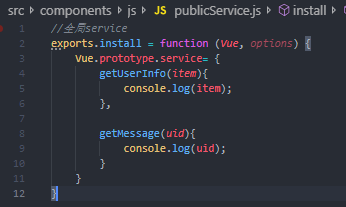 src > components > js > publicService.js > install
1 //全局service
2 exports.install = function (Vue, options) {
3 Vue.prototype.service= {
4 getUserInfo(item){
5 console.log(item);
6 },
7
8 getMessage(uid){
9 console.log(uid);
10 }
11 }
12 }